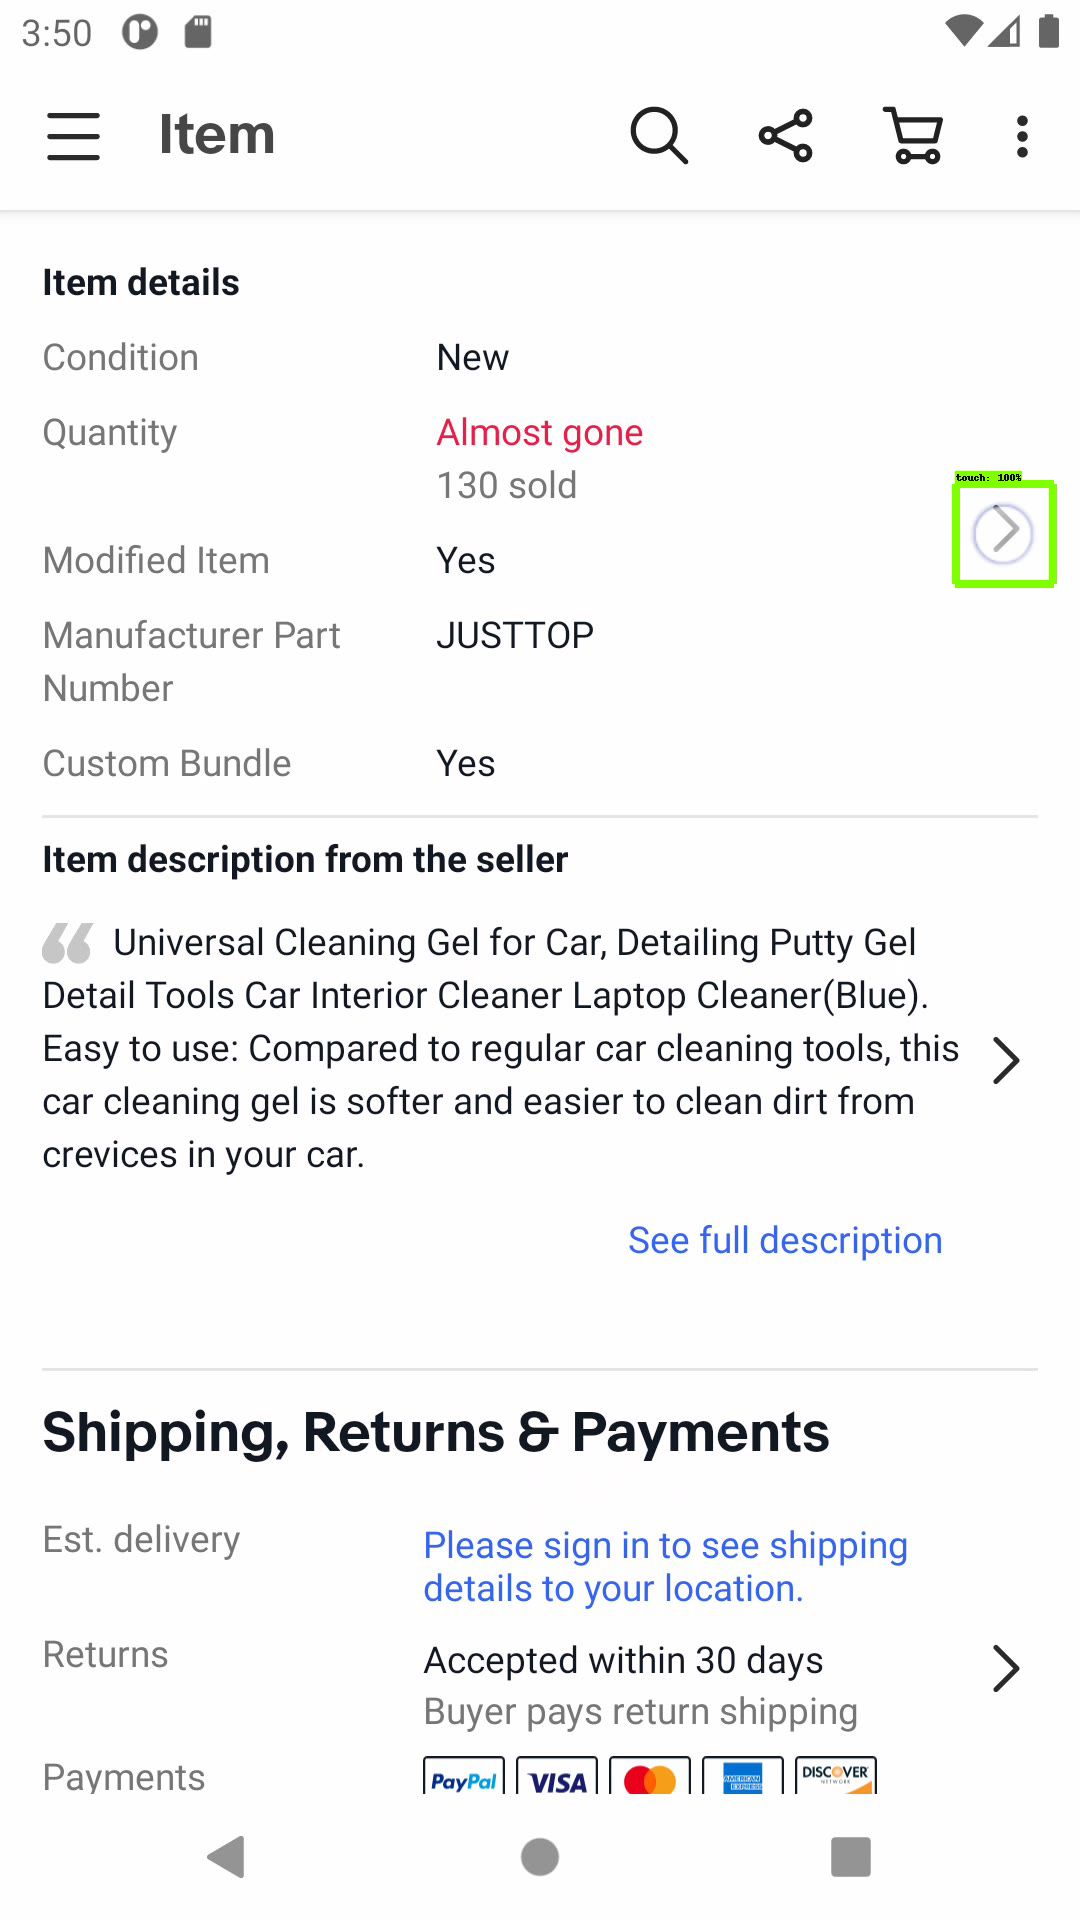 3:50
Item
Item details
Condition New
Quantity Almost gone
130 sold
touch: 100%
Modified Item Yes
Manufacturer Part Number JUSTTOP
Custom Bundle Yes
Item description from the seller
“ Universal Cleaning Gel for Car, Detailing Putty Gel
Detail Tools Car Interior Cleaner Laptop Cleaner(Blue).
Easy to use: Compared to regular car cleaning tools, this
car cleaning gel is softer and easier to clean dirt from
crevices in your car.
See full description
Shipping, Returns & Payments
Est. delivery Please sign in to see shipping
details to your location.
Returns Accepted within 30 days
Buyer pays return shipping
Payments PayPal VISA AMERICAN EXPRESS DISCOVER NETWORK